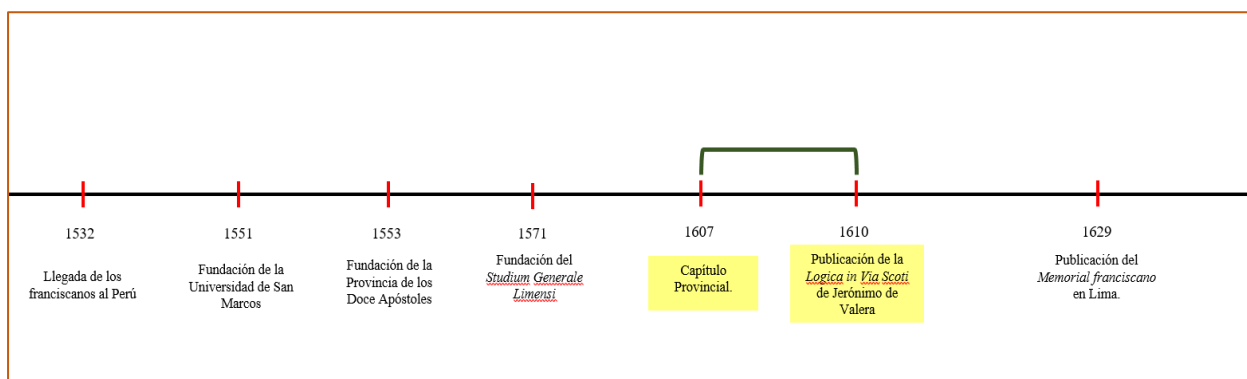 1532
Llegada de los
franciscanos al Perú
1551
Fundación de la
Universidad de San
Marcos
1553
Fundación de la
Provincia de los
Doce Apóstoles
1571
Fundación del
Studium Generale
Limensi
1607
Capítulo
Provincial.
1610
Publicación de la
Logica in Via Scoti
de Jerónimo de
Valera
1629
Publicación del
Memorial franciscano
en Lima.